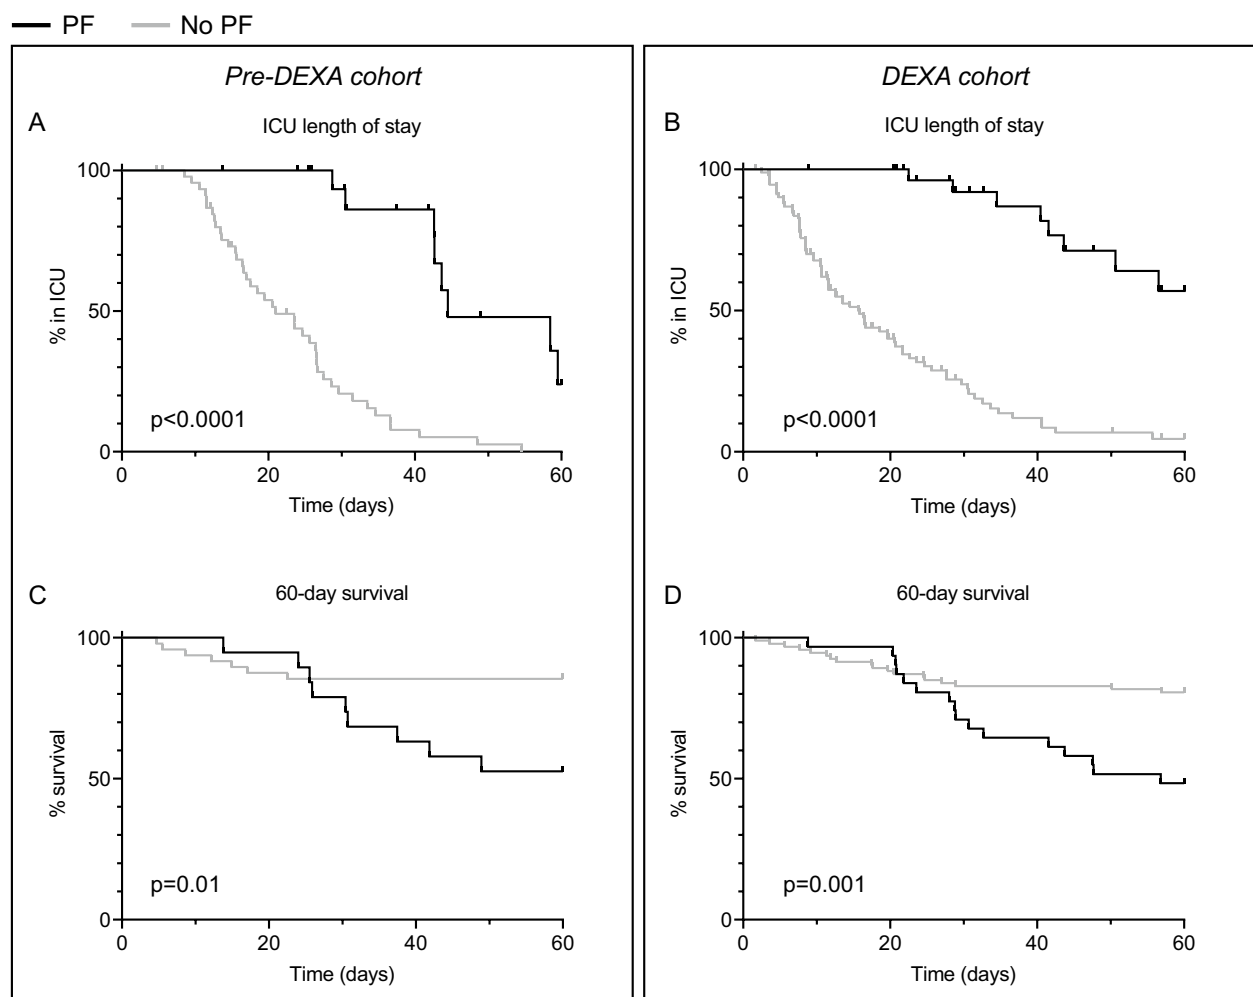 PF No PF
Pre-DEXA cohort
A
ICU length of stay
100
50
0
% in ICU
p<0.0001
0 20 40 60
Time (days)
C
60-day survival
100
50
0
% survival
p=0.01
0 20 40 60
Time (days)
DEXA cohort
B
ICU length of stay
100
50
0
% in ICU
p<0.0001
0 20 40 60
Time (days)
D
60-day survival
100
50
0
% survival
p=0.001
0 20 40 60
Time (days)